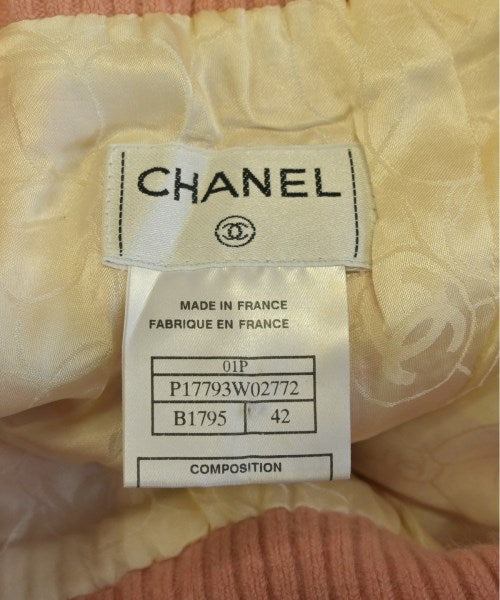 CHANEL
MADE IN FRANCE
FABRIQUE EN FRANCE
01P
P17793W02772
B1795 42
COMPOSITION